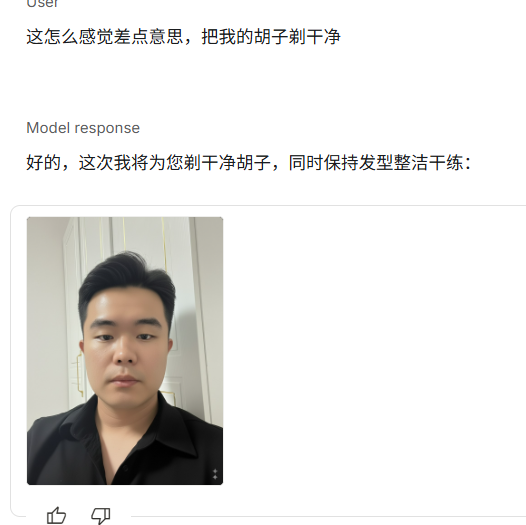 User
这怎么感觉差点意思，把我的胡子剃干净
Model response
好的，这次我将为您剃干净胡子，同时保持发型整洁干练：